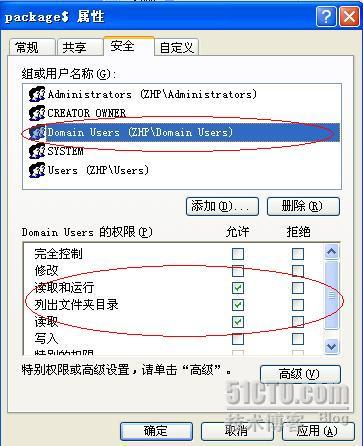 package$ 属性
常规 共享 安全 自定义
组或用户名称(G):
Administrators (ZHP\Administrators)
CREATOR OWNER
Domain Users (ZHP\Domain Users)
SYSTEM
Users (ZHP\Users)
添加(D)... 删除(R)
Domain Users 的权限(P) 允许 拒绝
完全控制
修改
读取和运行
列出文件夹目录
读取
写入
特别的权限
特别权限或高级设置，请单击“高级”。 高级(V)
51CTO.com
技术博客 Blog
确定 取消 应用(A)